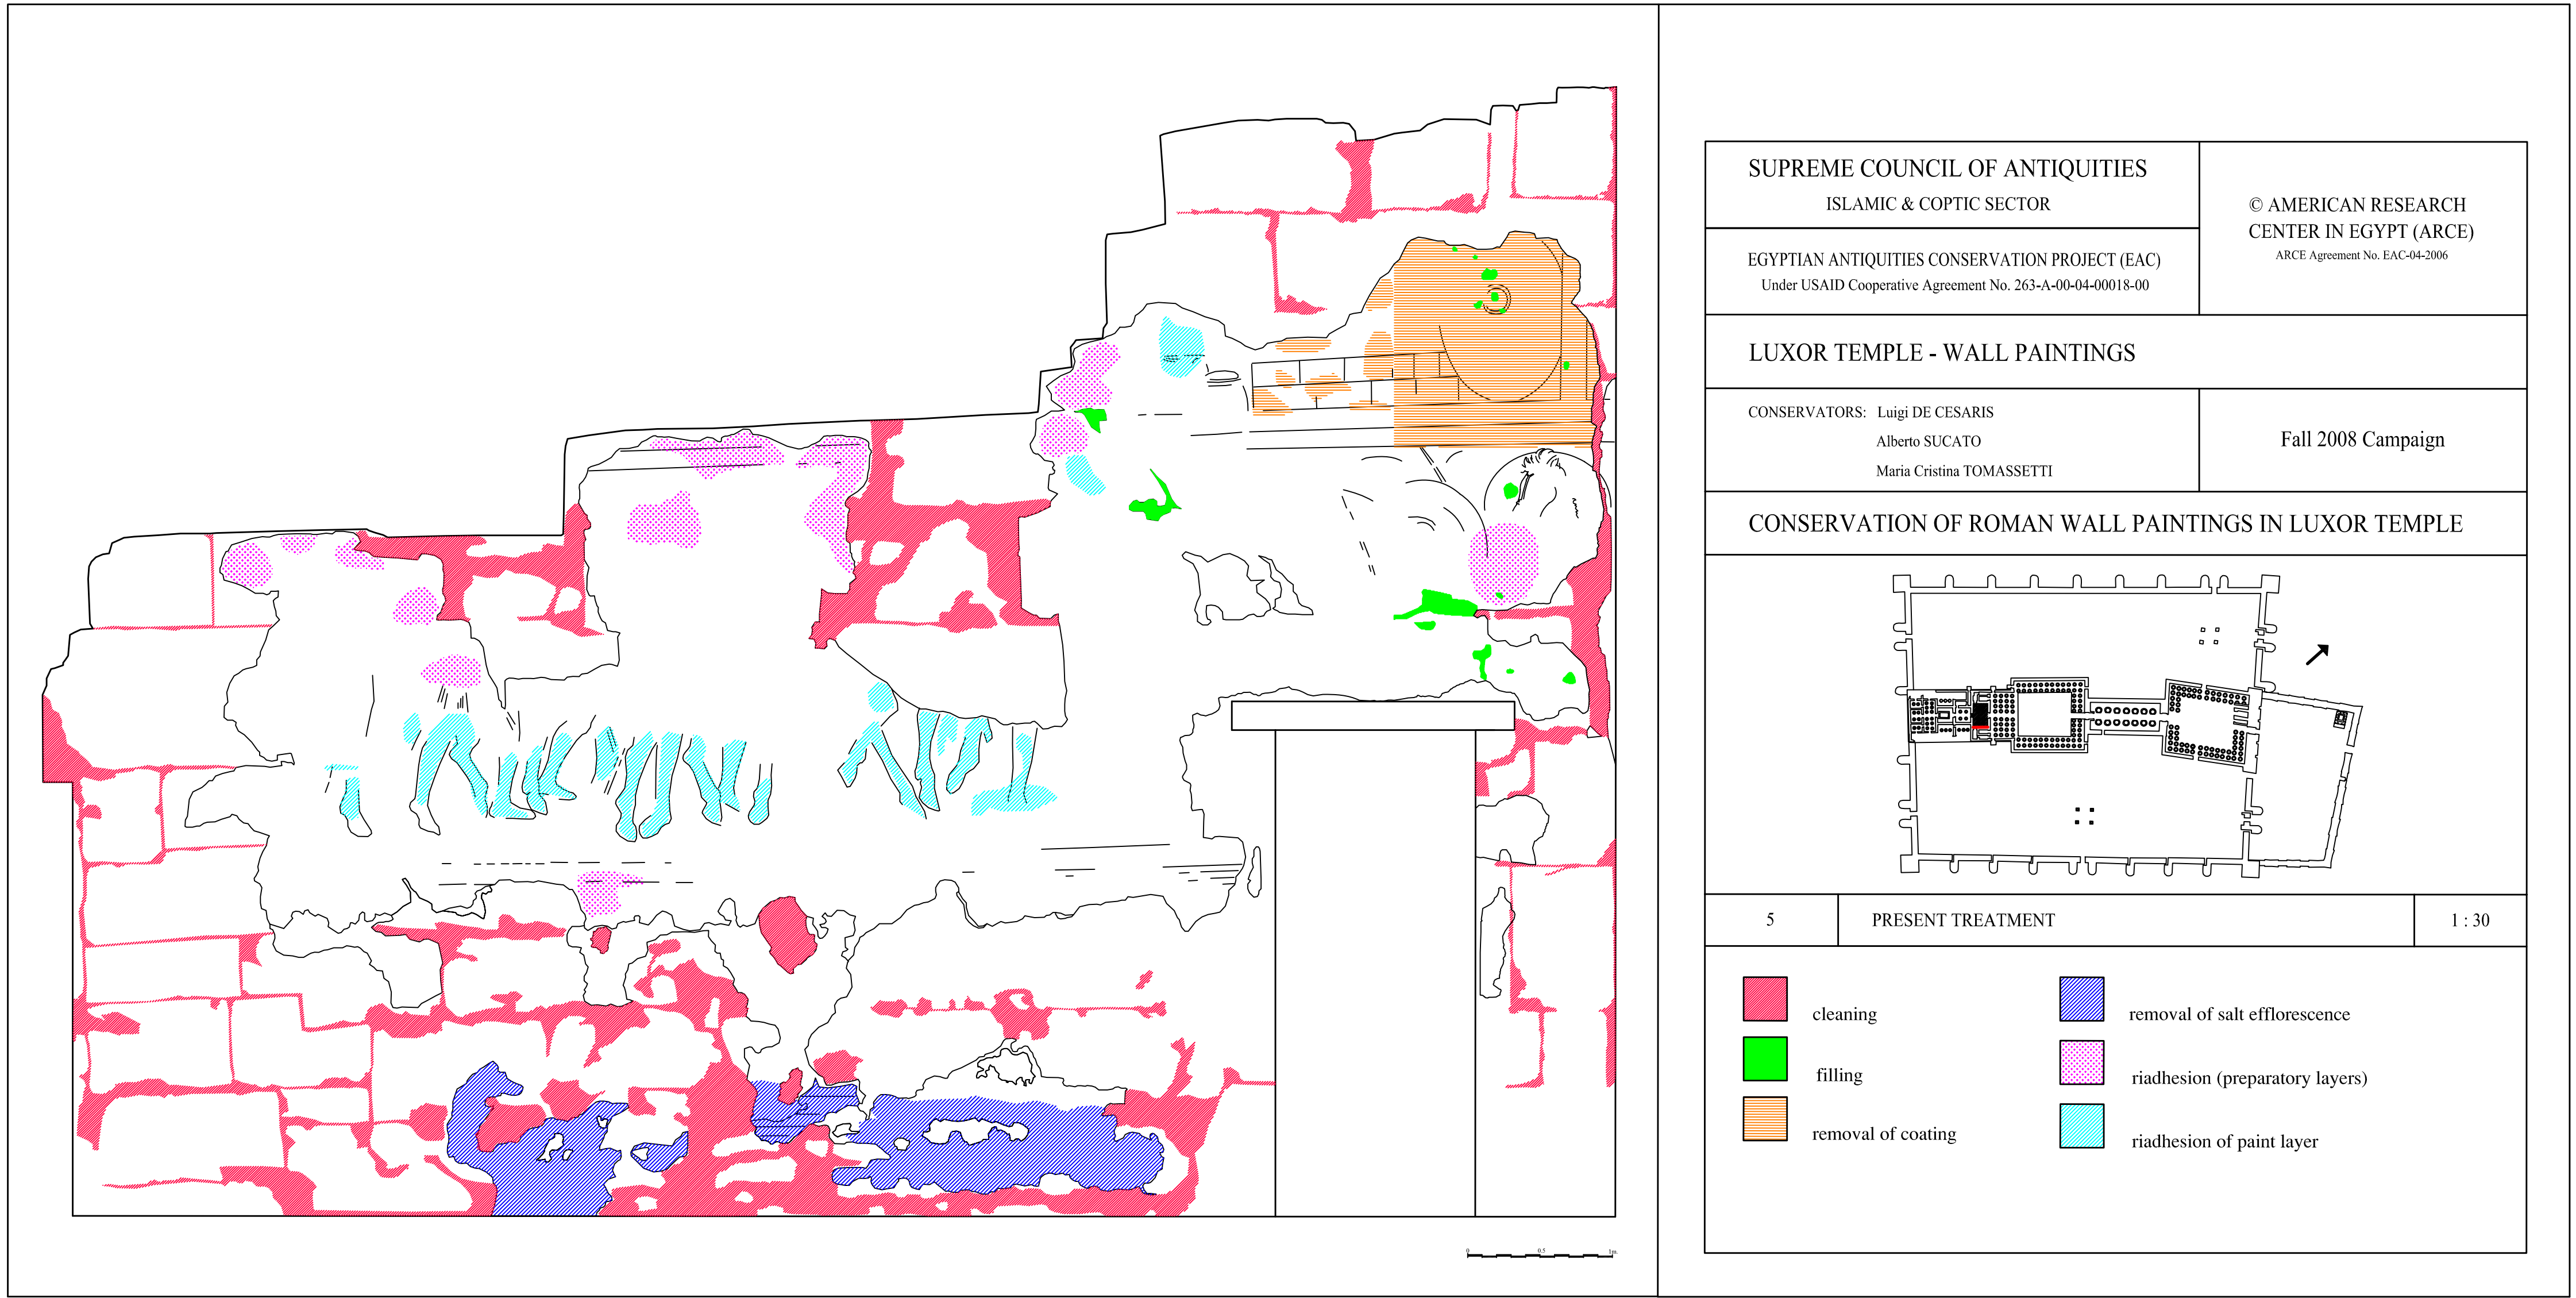 SUPREME COUNCIL OF ANTIQUITIES
ISLAMIC & COPTIC SECTOR
© AMERICAN RESEARCH
CENTER IN EGYPT (ARCE)
ARCE Agreement No. EAC-04-2006
EGYPTIAN ANTIQUITIES CONSERVATION PROJECT (EAC)
Under USAID Cooperative Agreement No. 263-A-00-04-00018-00
LUXOR TEMPLE - WALL PAINTINGS
CONSERVATORS: Luigi DE CESARIS
Alberto SUCATO
Maria Cristina TOMASSETTI
Fall 2008 Campaign
CONSERVATION OF ROMAN WALL PAINTINGS IN LUXOR TEMPLE
5
PRESENT TREATMENT
1 : 30
cleaning
filling
removal of coating
removal of salt efflorescence
riadhesion (preparatory layers)
riadhesion of paint layer
0 0.5 1m